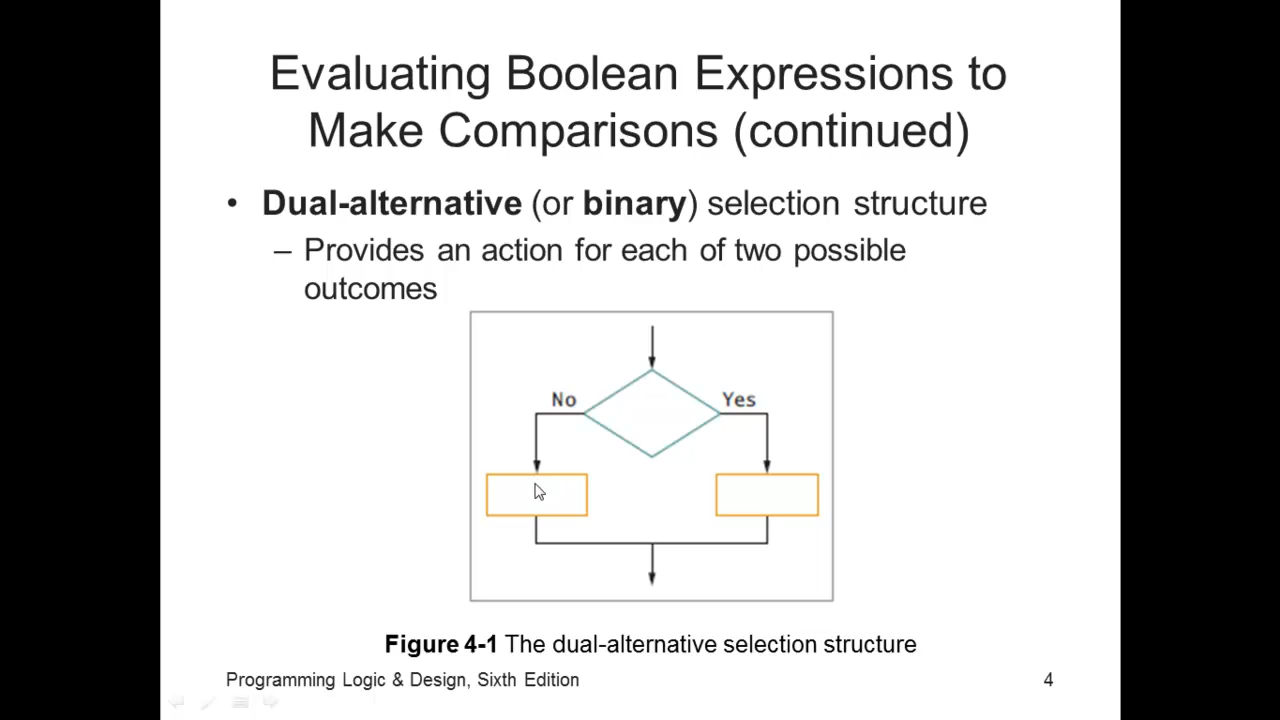 Evaluating Boolean Expressions to
Make Comparisons (continued)
• Dual-alternative (or binary) selection structure
– Provides an action for each of two possible
outcomes
No
Yes
Figure 4-1 The dual-alternative selection structure
Programming Logic & Design, Sixth Edition
4